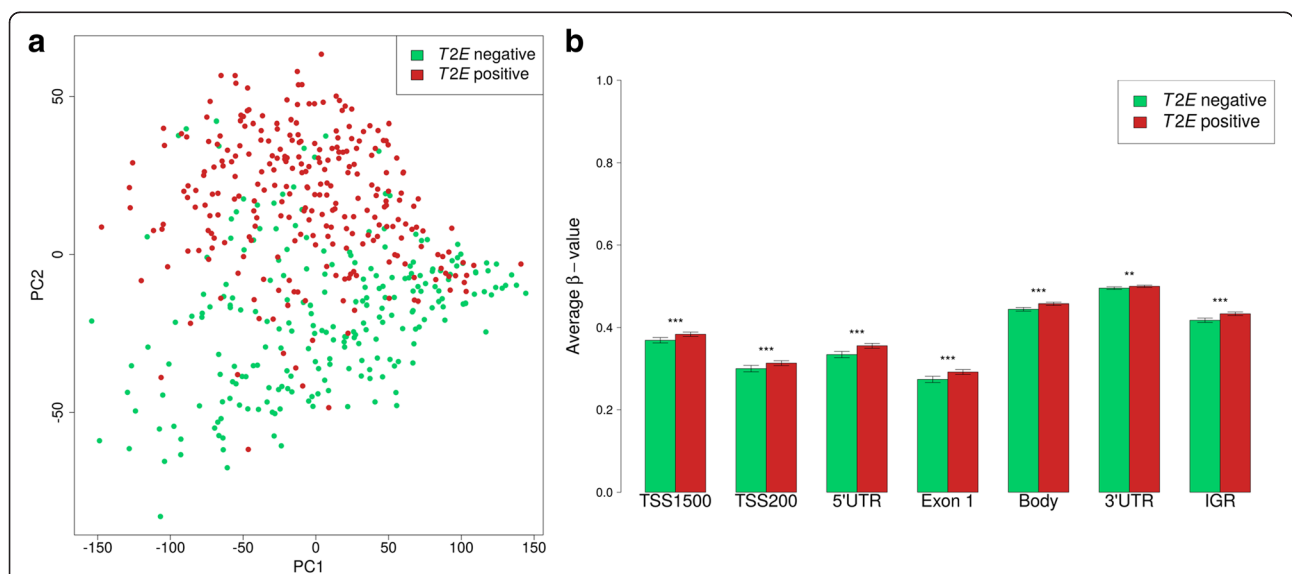 a
T2E negative
T2E positive
50
0
-50
PC2
-150
-100
-50
0
50
100
150
PC1
b
T2E negative
T2E positive
1.0
0.8
0.6
0.4
0.2
0.0
Average β – value
***
***
***
***
***
**
***
TSS1500
TSS200
5'UTR
Exon 1
Body
3'UTR
IGR